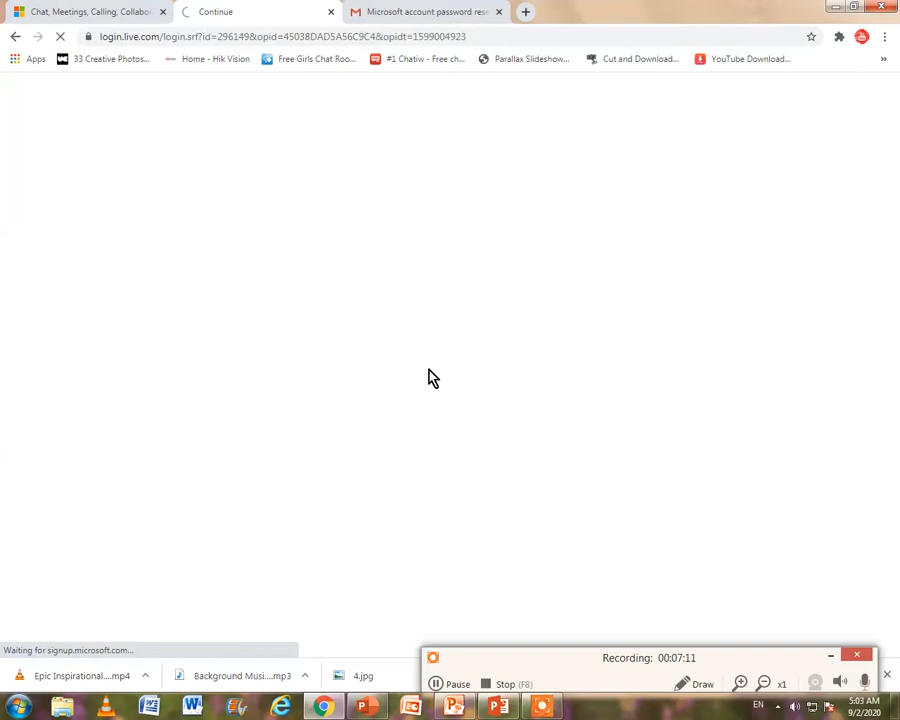 Chat, Meetings, Calling, Collabo
Continue
Microsoft account password rese
login.live.com/login.srf?id=296149&opid=45038DAD5A56C9C4&opidt=1599004923
Apps
33 Creative Photos...
Home - Hik Vision
Free Girls Chat Roo...
#1 Chatiw - Free ch...
Parallax Slideshow...
Cut and Download...
YouTube Download...
»
Waiting for signup.microsoft.com...
Recording: 00:07:11
Epic Inspirational....mp4
Background Musi....mp3
4.jpg
Pause
Stop (F8)
Draw
x1
EN
5:03 AM
9/2/2020